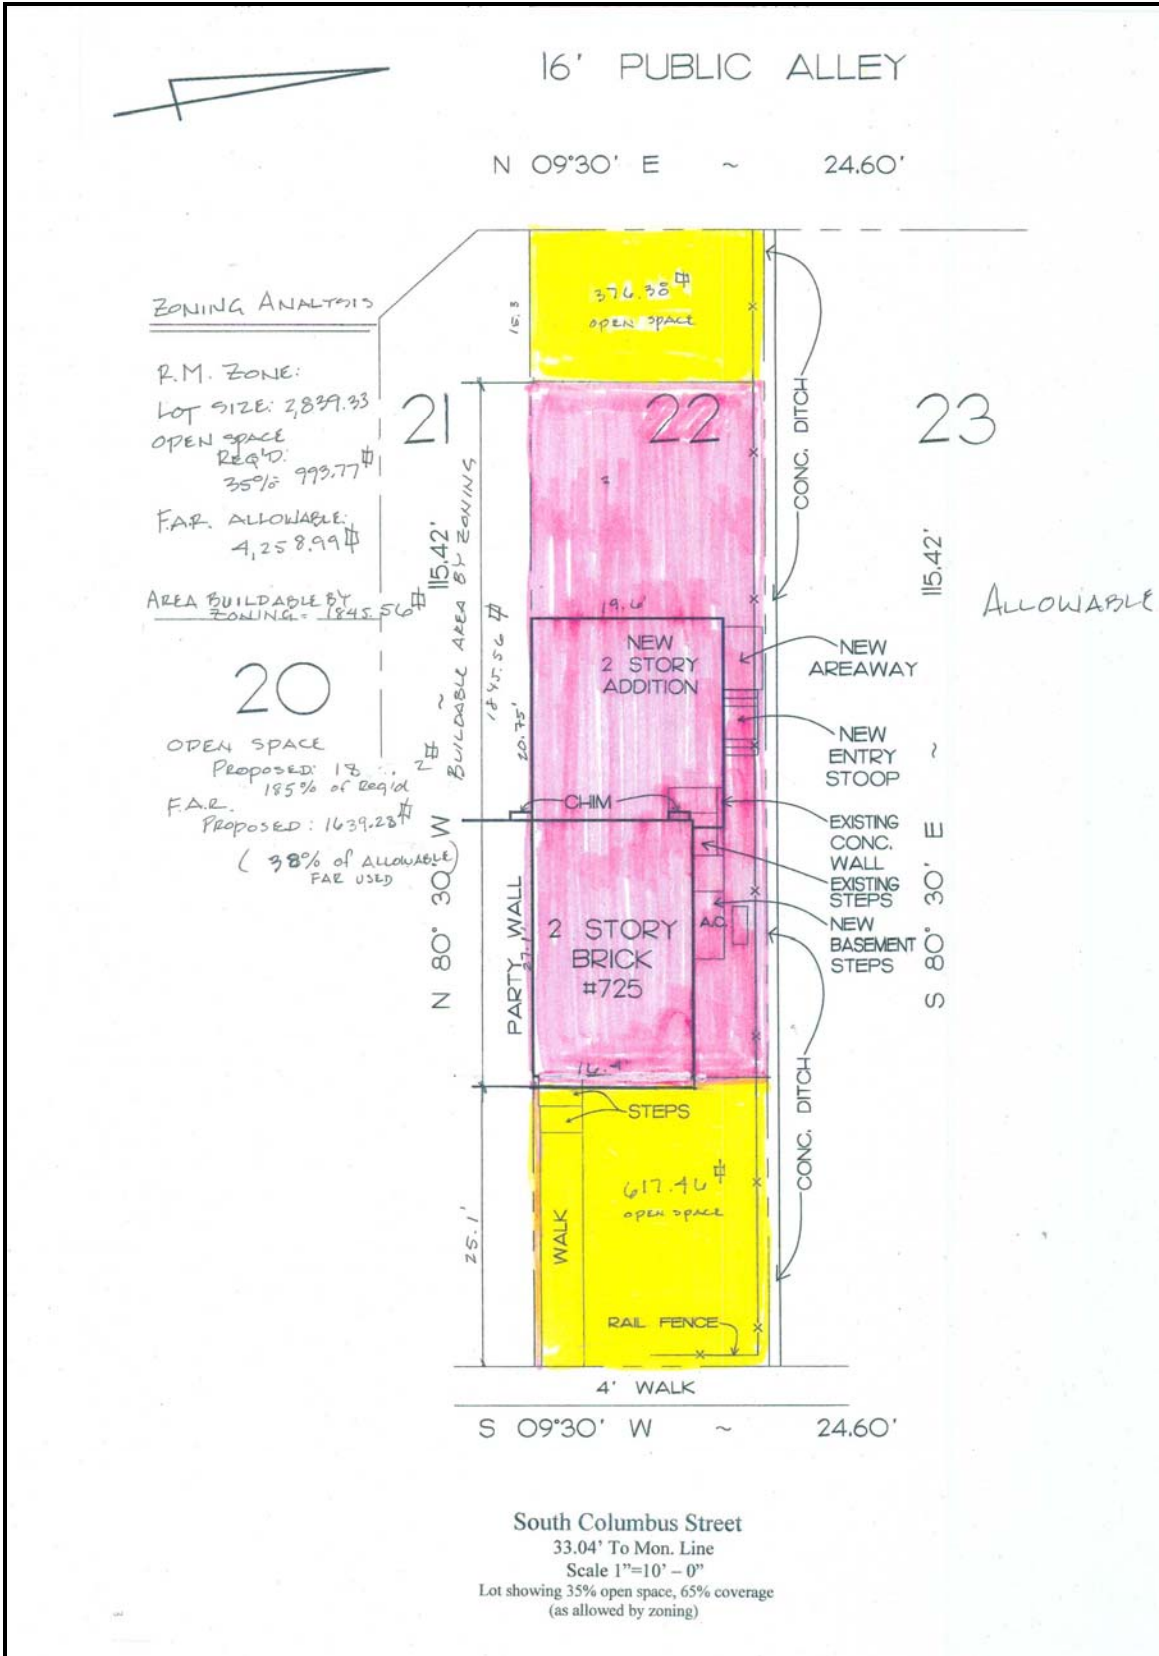 16' PUBLIC ALLEY
N 09°30' E ~ 24.60'
ZONING ANALYSIS
R.M. ZONE:
LOT SIZE: 2,839.33
OPEN SPACE
REQ'D:
35%: 993.77
F.A.R. ALLOWABLE:
4,258.99
AREA BUILDABLE BY
ZONING = 1845.56
20
OPEN SPACE
PROPOSED: 18
185% of Req'd
F.A.R.
PROPOSED: 1639.28
(38% of ALLOWABLE)
FAR USED
21
115.42'
~
N 80° 30' W
BUILDABLE AREA BY ZONING
1845.56
15.3
376.38
OPEN SPACE
22
19.6'
NEW
2 STORY
ADDITION
20.75'
CHIM
PARTY WALL
27.1'
2 STORY
BRICK
#725
A.C.
16.4'
STEPS
25.1'
WALK
617.46
OPEN SPACE
RAIL FENCE
CONC. DITCH
23
115.42'
~
S 80° 30' E
ALLOWABLE
NEW
AREAWAY
NEW
ENTRY
STOOP
EXISTING
CONC.
WALL
EXISTING
STEPS
NEW
BASEMENT
STEPS
CONC. DITCH
4' WALK
S 09°30' W ~ 24.60'
South Columbus Street
33.04' To Mon. Line
Scale 1"=10' – 0"
Lot showing 35% open space, 65% coverage
(as allowed by zoning)